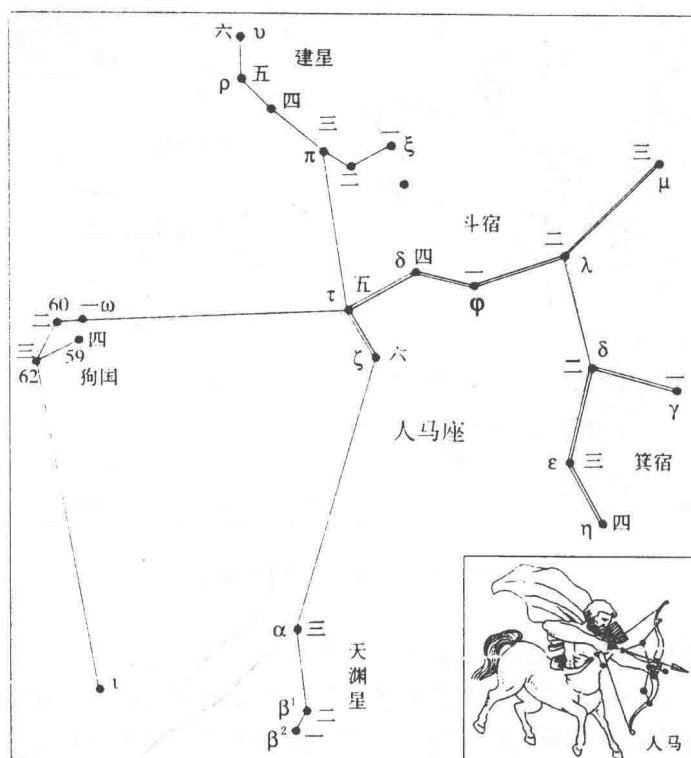 六 υ
建星
ρ 五
四
三
一
π
ξ
二
三
μ
斗宿
二
δ 四
一
λ
五
φ
τ
60 一ω
二
ζ 六
四
三
59
62
狗国
δ
二
一
γ
人马座
ε 三
箕宿
η 四
α 三
天渊星
ι
β¹ 二
β² 一
人马